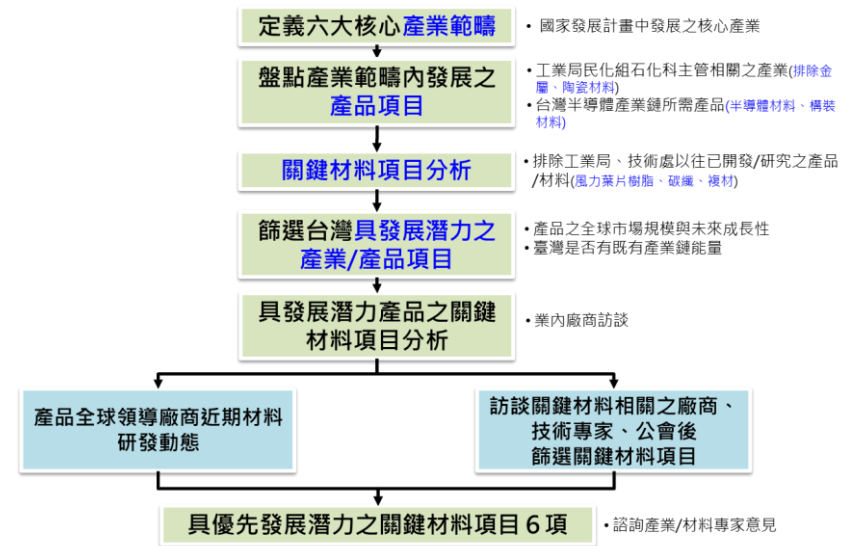 定義六大核心產業範疇
• 國家發展計畫中發展之核心產業
盤點產業範疇內發展之
產品項目
• 工業局民化組石化科主管相關之產業(排除金
屬、陶瓷材料)
• 台灣半導體產業鏈所需產品(半導體材料、構裝
材料)
關鍵材料項目分析
• 排除工業局、技術處以往已開發/研究之產品
/材料(風力葉片樹脂、碳纖、複材)
篩選台灣具發展潛力之
產業/產品項目
• 產品之全球市場規模與未來成長性
• 臺灣是否有既有產業鏈能量
具發展潛力產品之關鍵
材料項目分析
• 業內廠商訪談
產品全球領導廠商近期材料
研發動態
訪談關鍵材料相關之廠商、
技術專家、公會後
篩選關鍵材料項目
具優先發展潛力之關鍵材料項目6項
• 諮詢產業/材料專家意見